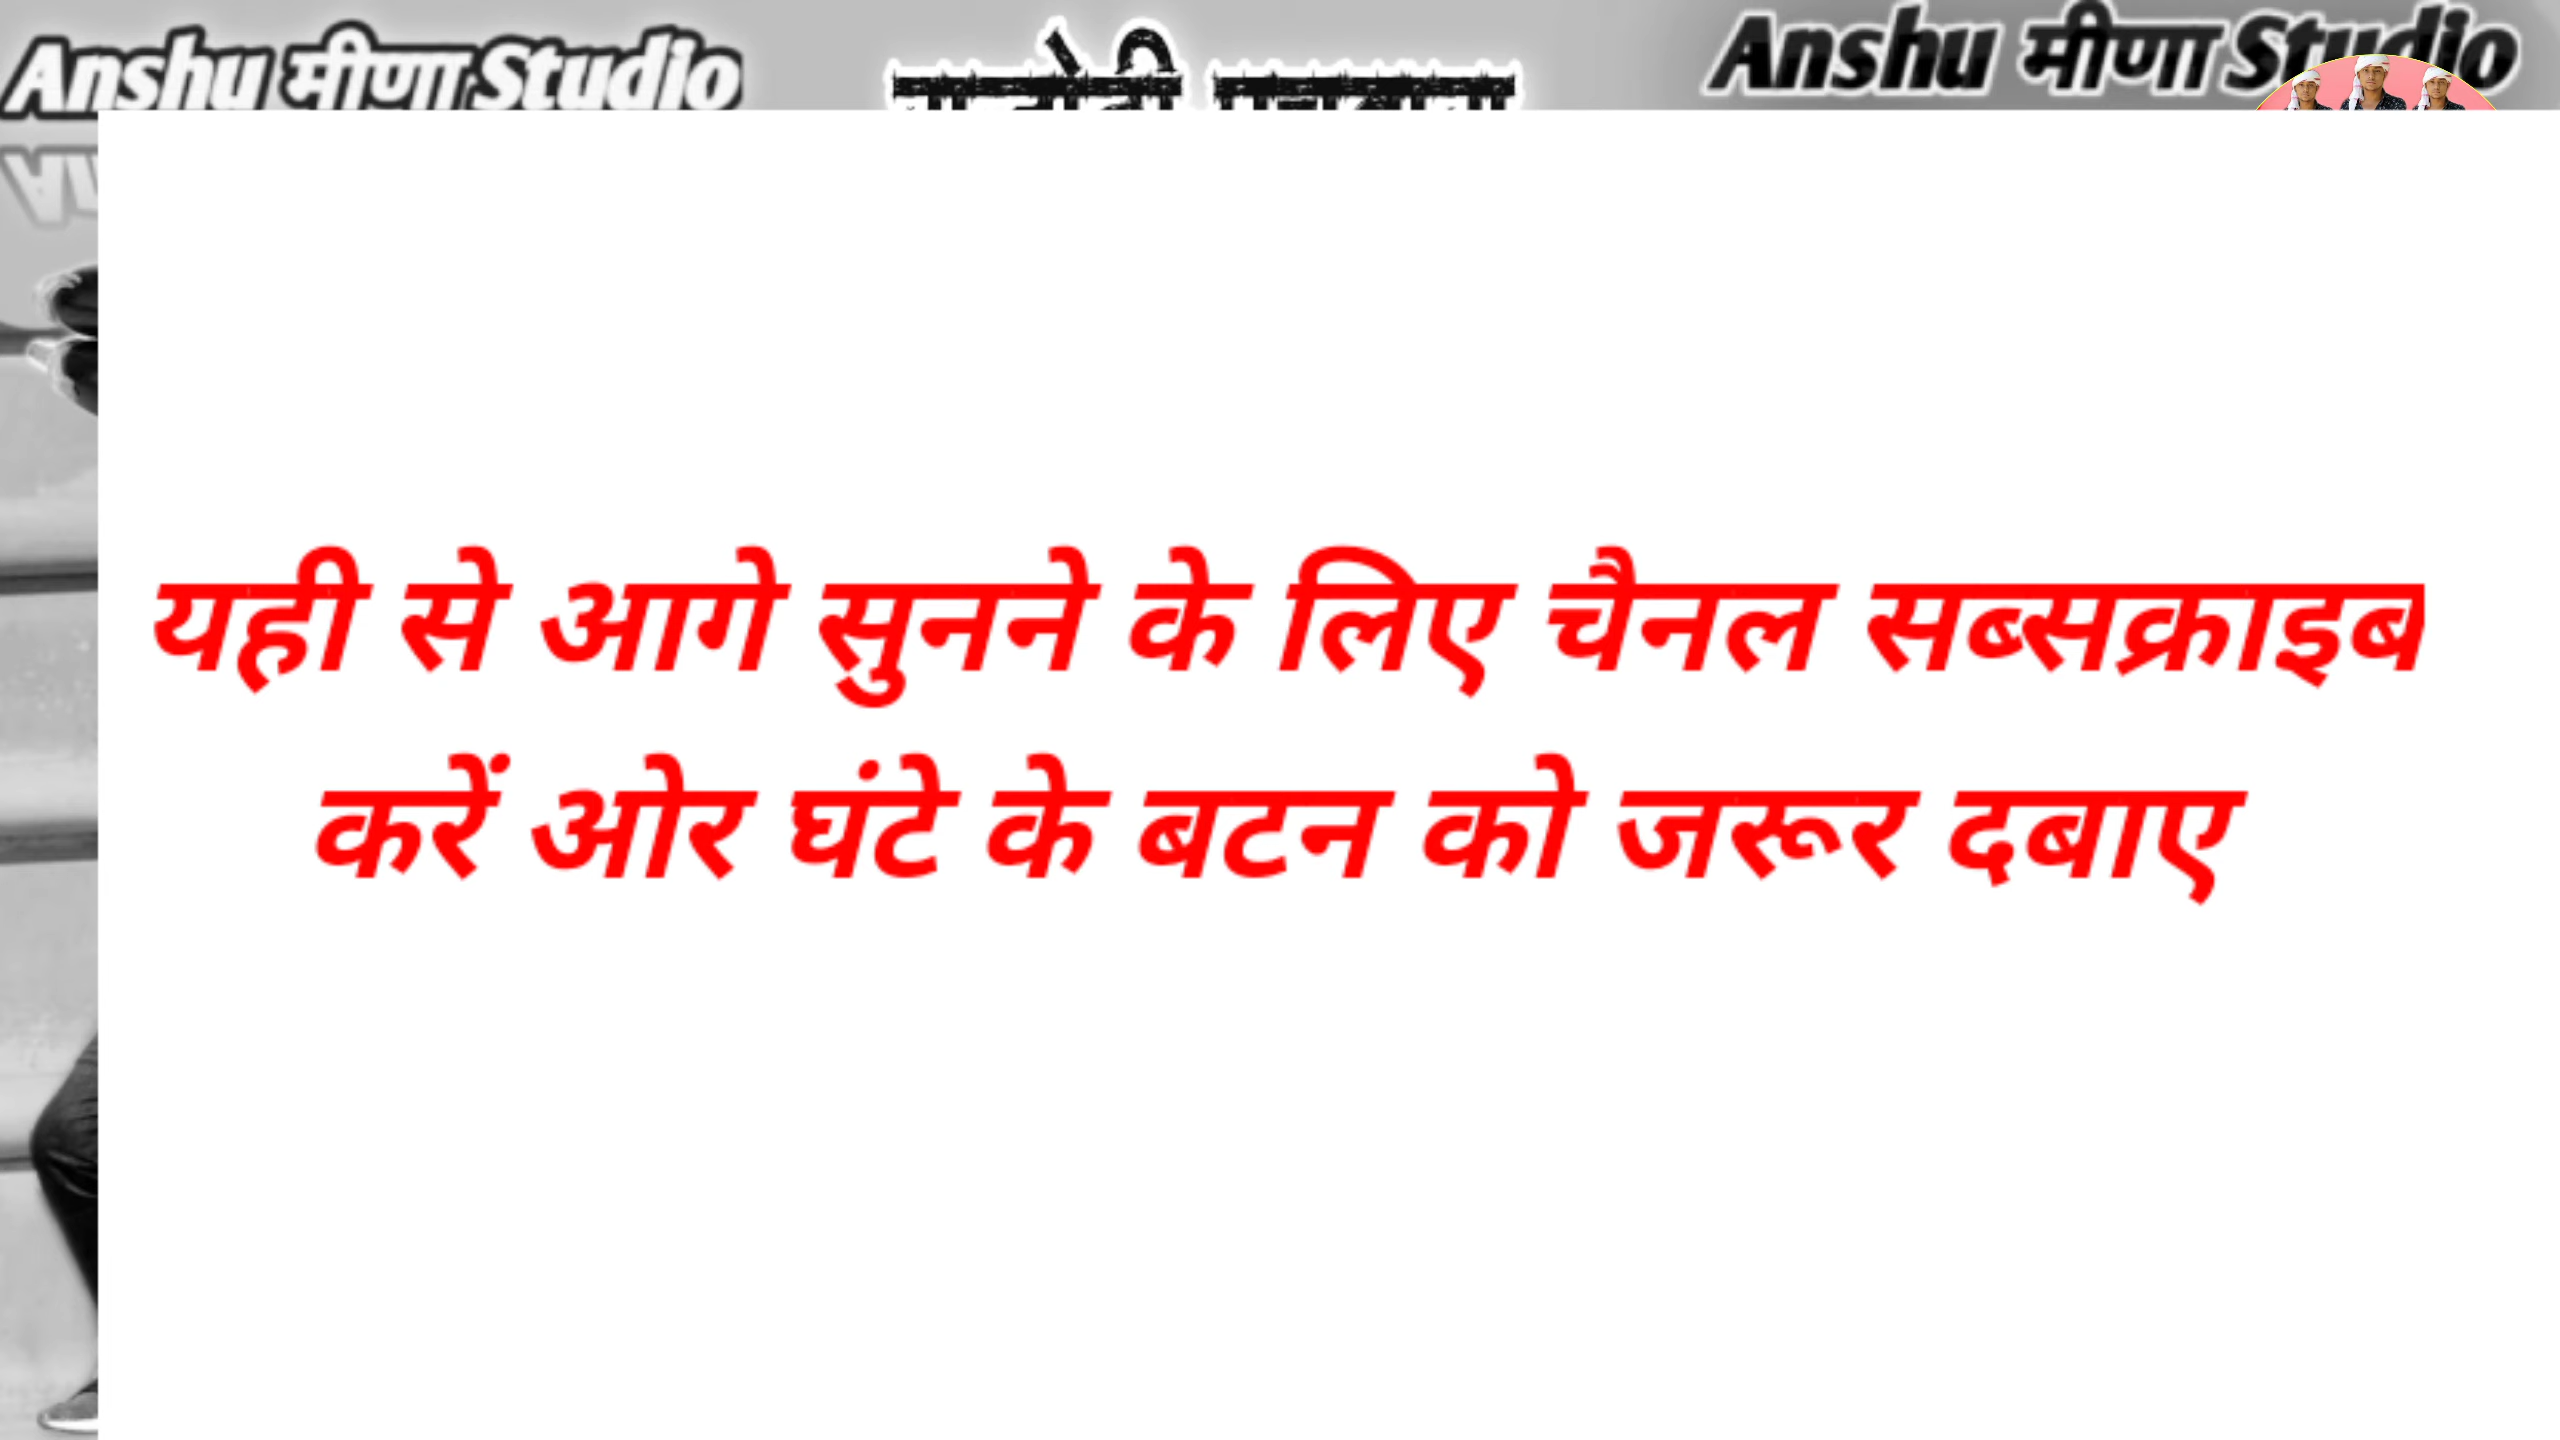 Anshu मीणा Studio
Anshu मीणा Studio
यही से आगे सुनने के लिए चैनल सब्सक्राइब
करें ओर घंटे के बटन को जरूर दबाए